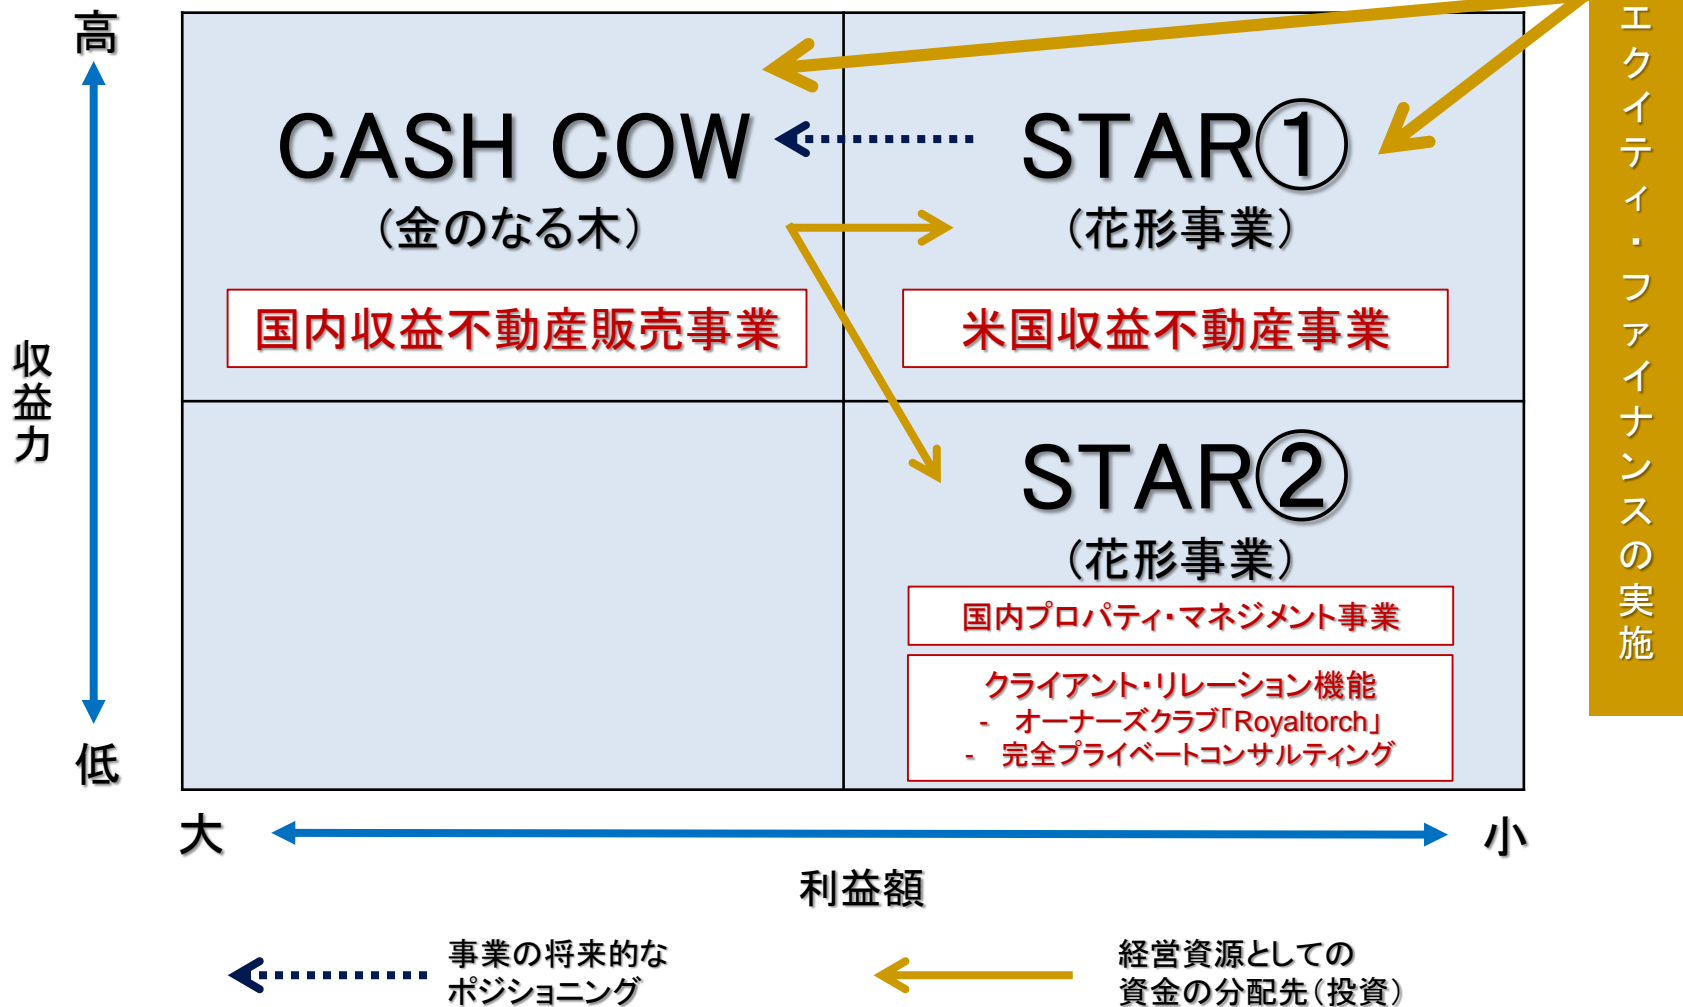 高
収益力
低
CASH COW
（金のなる木）
国内収益不動産販売事業
STAR①
（花形事業）
米国収益不動産事業
STAR②
（花形事業）
国内プロパティ・マネジメント事業
クライアント・リレーション機能
- オーナーズクラブ「Royaltorch」
- 完全プライベートコンサルティング
エクイティ・ファイナンスの実施
大
小
利益額
事業の将来的な
ポジショニング
経営資源としての
資金の分配先（投資）